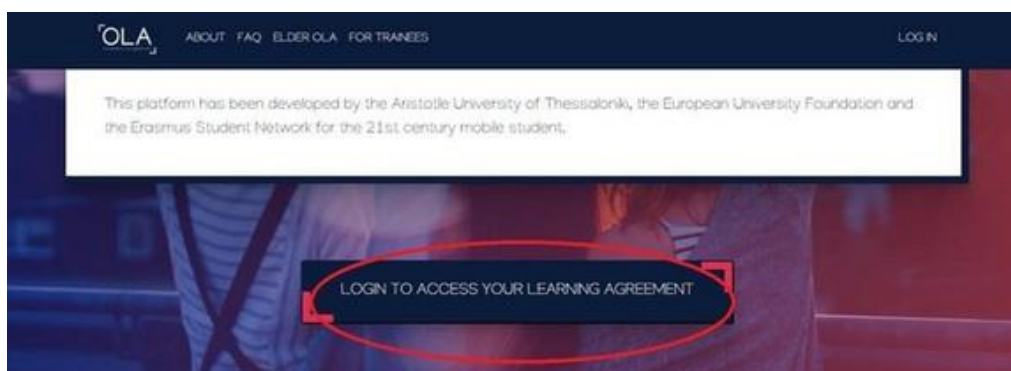 OLA ABOUT FAQ ELDER OLA FOR TRAINEES LOG IN
This platform has been developed by the Aristotle University of Thessaloniki, the European University Foundation and
the Erasmus Student Network for the 21st century mobile student.
LOGIN TO ACCESS YOUR LEARNING AGREEMENT